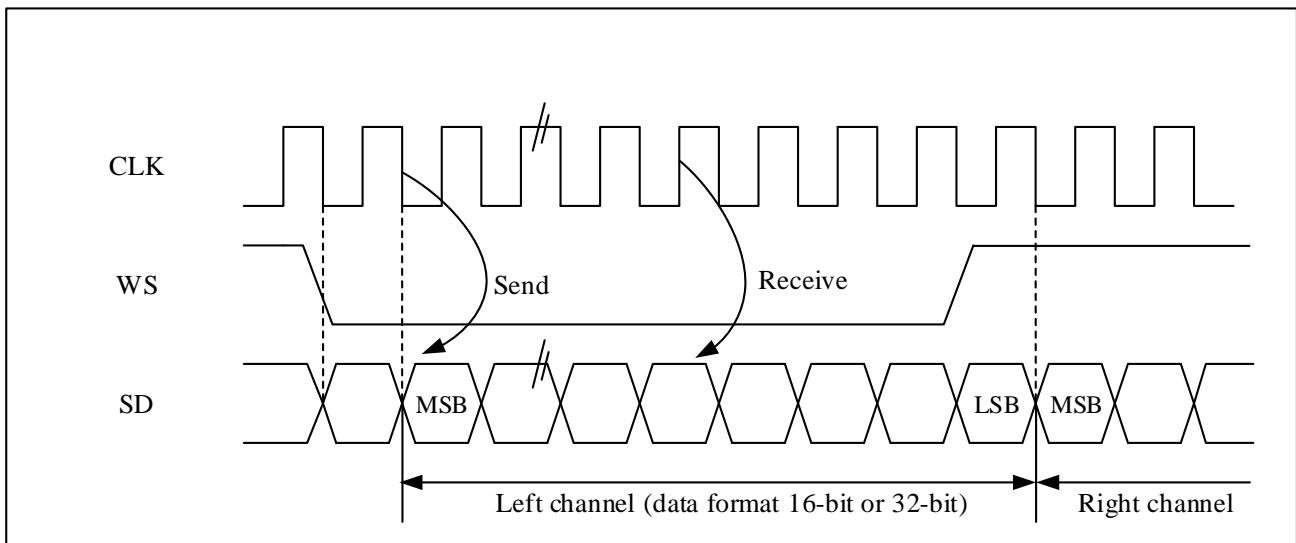 CLK
WS
Send
Receive
SD
MSB
LSB
MSB
Left channel (data format 16-bit or 32-bit)
Right channel